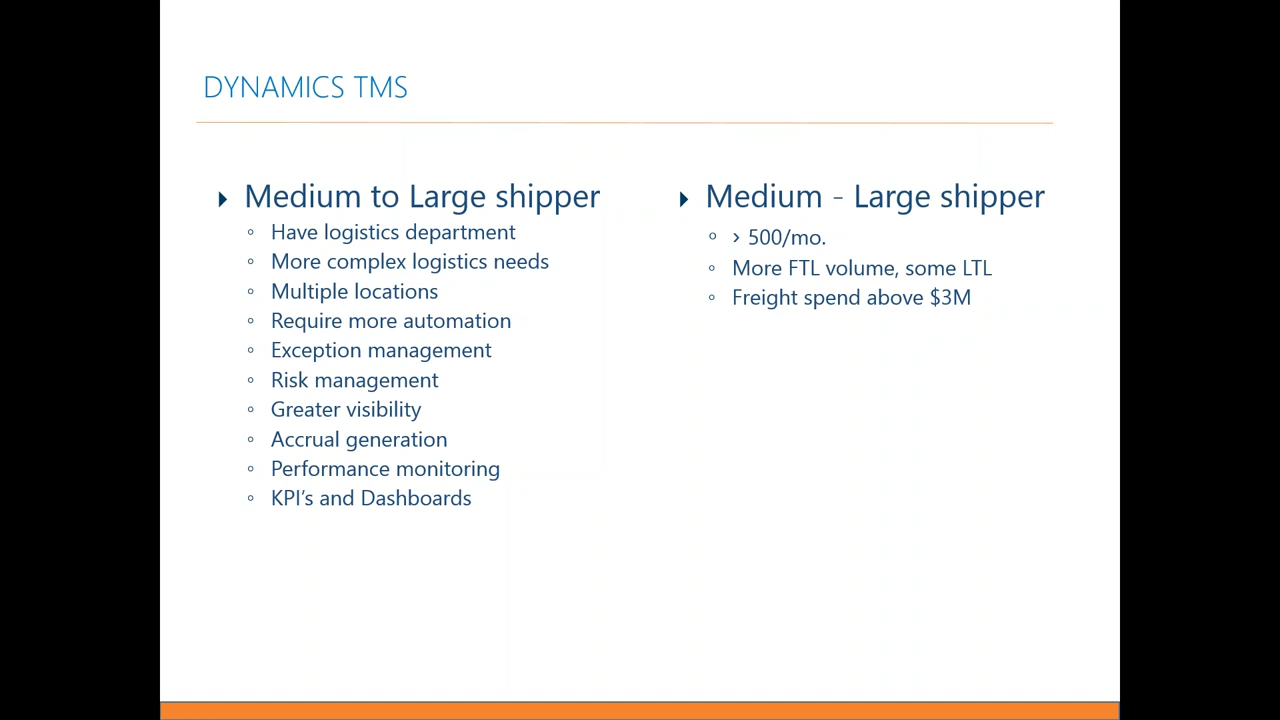 DYNAMICS TMS
Medium to Large shipper
Have logistics department
More complex logistics needs
Multiple locations
Require more automation
Exception management
Risk management
Greater visibility
Accrual generation
Performance monitoring
KPI’s and Dashboards
Medium - Large shipper
> 500/mo.
More FTL volume, some LTL
Freight spend above $3M